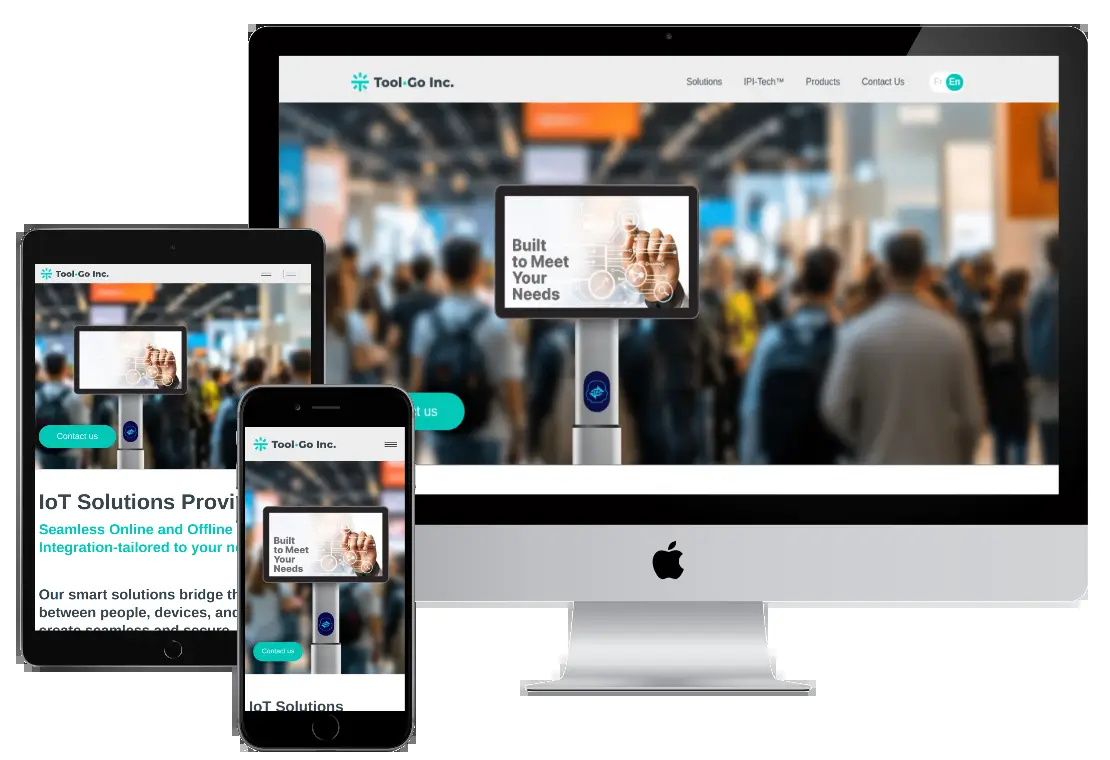 Tool-Go Inc.
Solutions
IPI-Tech™
Products
Contact Us
Fr
En
Built
to Meet
Your
Needs
ct us
Tool-Go Inc.
Contact us
IoT Solutions Provi
Seamless Online and Offline
Integration-tailored to your ne
Our smart solutions bridge th
between people, devices, and
create seamless and secure
Tool-Go Inc.
Built
to Meet
Your
Needs
Contact us
IoT Solutions